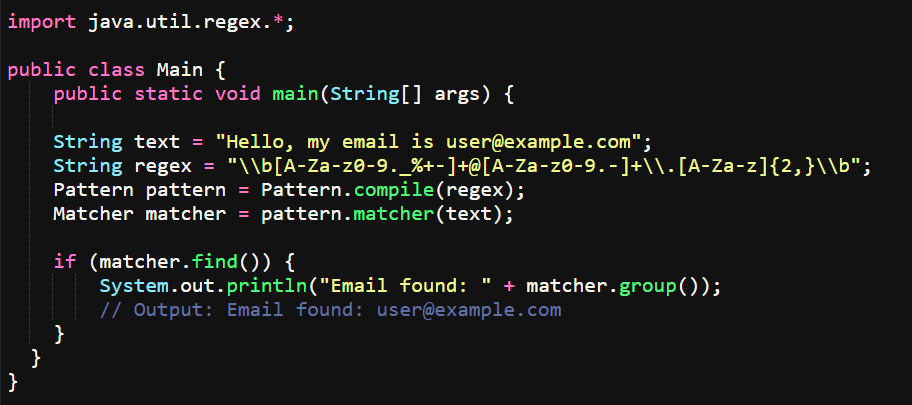 import java.util.regex.*;
public class Main {
public static void main(String[] args) {
String text = "Hello, my email is user@example.com";
String regex = "\\b[A-Za-z0-9._%+-]+@[A-Za-z0-9.-]+\\.[A-Za-z]{2,}\\b";
Pattern pattern = Pattern.compile(regex);
Matcher matcher = pattern.matcher(text);
if (matcher.find()) {
System.out.println("Email found: " + matcher.group());
// Output: Email found: user@example.com
}
}
}